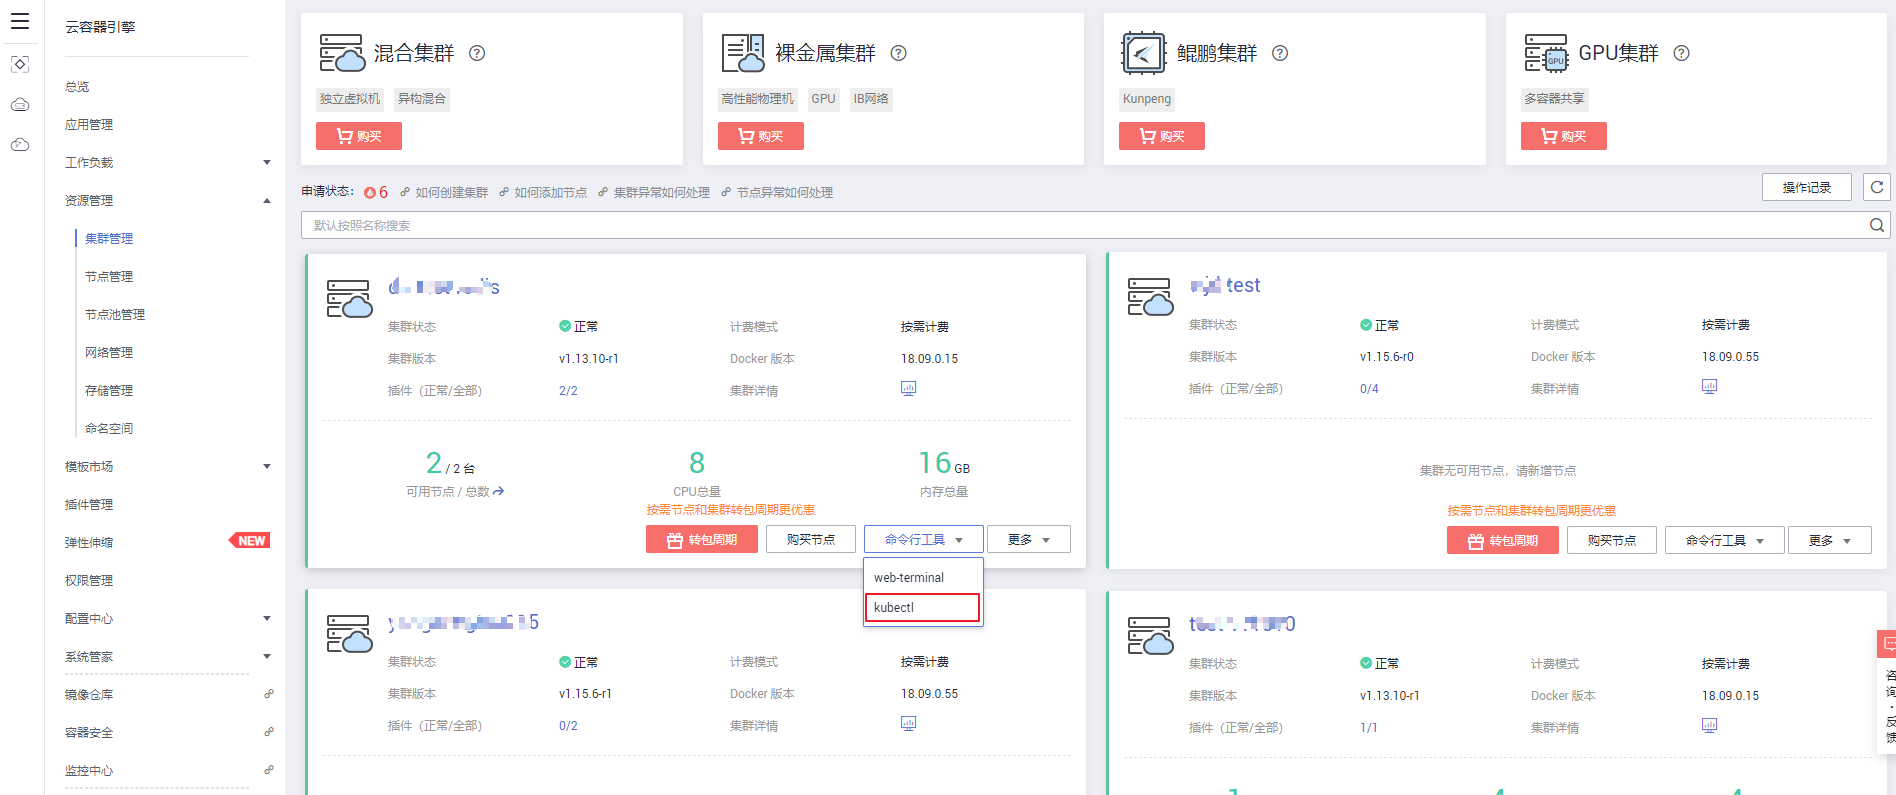 云容器引擎
总览
应用管理
工作负载
资源管理
集群管理
节点管理
节点池管理
网络管理
存储管理
命名空间
模板市场
插件管理
弹性伸缩 NEW
权限管理
配置中心
系统管家
镜像仓库
容器安全
监控中心
混合集群 ?
独立虚拟机 异构混合
购买
裸金属集群 ?
高性能物理机 GPU IB网络
购买
鲲鹏集群 ?
Kunpeng
购买
GPU
GPU集群 ?
多容器共享
购买
申请状态： 6 如何创建集群 如何添加节点 集群异常如何处理 节点异常如何处理
操作记录
默认按照名称搜索
集群状态 正常 计费模式 按需计费
集群版本 v1.13.10-r1 Docker 版本 18.09.0.15
插件（正常/全部） 2/2 集群详情
2 / 2 台 8 16 GB
可用节点 / 总数 CPU总量 内存总量
按需节点和集群转包周期更优惠
转包周期 购买节点 命令行工具 更多
web-terminal
kubectl
test
集群状态 正常 计费模式 按需计费
集群版本 v1.15.6-r0 Docker 版本 18.09.0.55
插件（正常/全部） 0/4 集群详情
集群无可用节点，请新增节点
按需节点和集群转包周期更优惠
转包周期 购买节点 命令行工具 更多
集群状态 正常 计费模式 按需计费
集群版本 v1.15.6-r1 Docker 版本 18.09.0.55
插件（正常/全部） 0/2 集群详情
集群状态 正常 计费模式 按需计费
集群版本 v1.13.10-r1 Docker 版本 18.09.0.15
插件（正常/全部） 1/1 集群详情
1 4 4
咨询·反馈